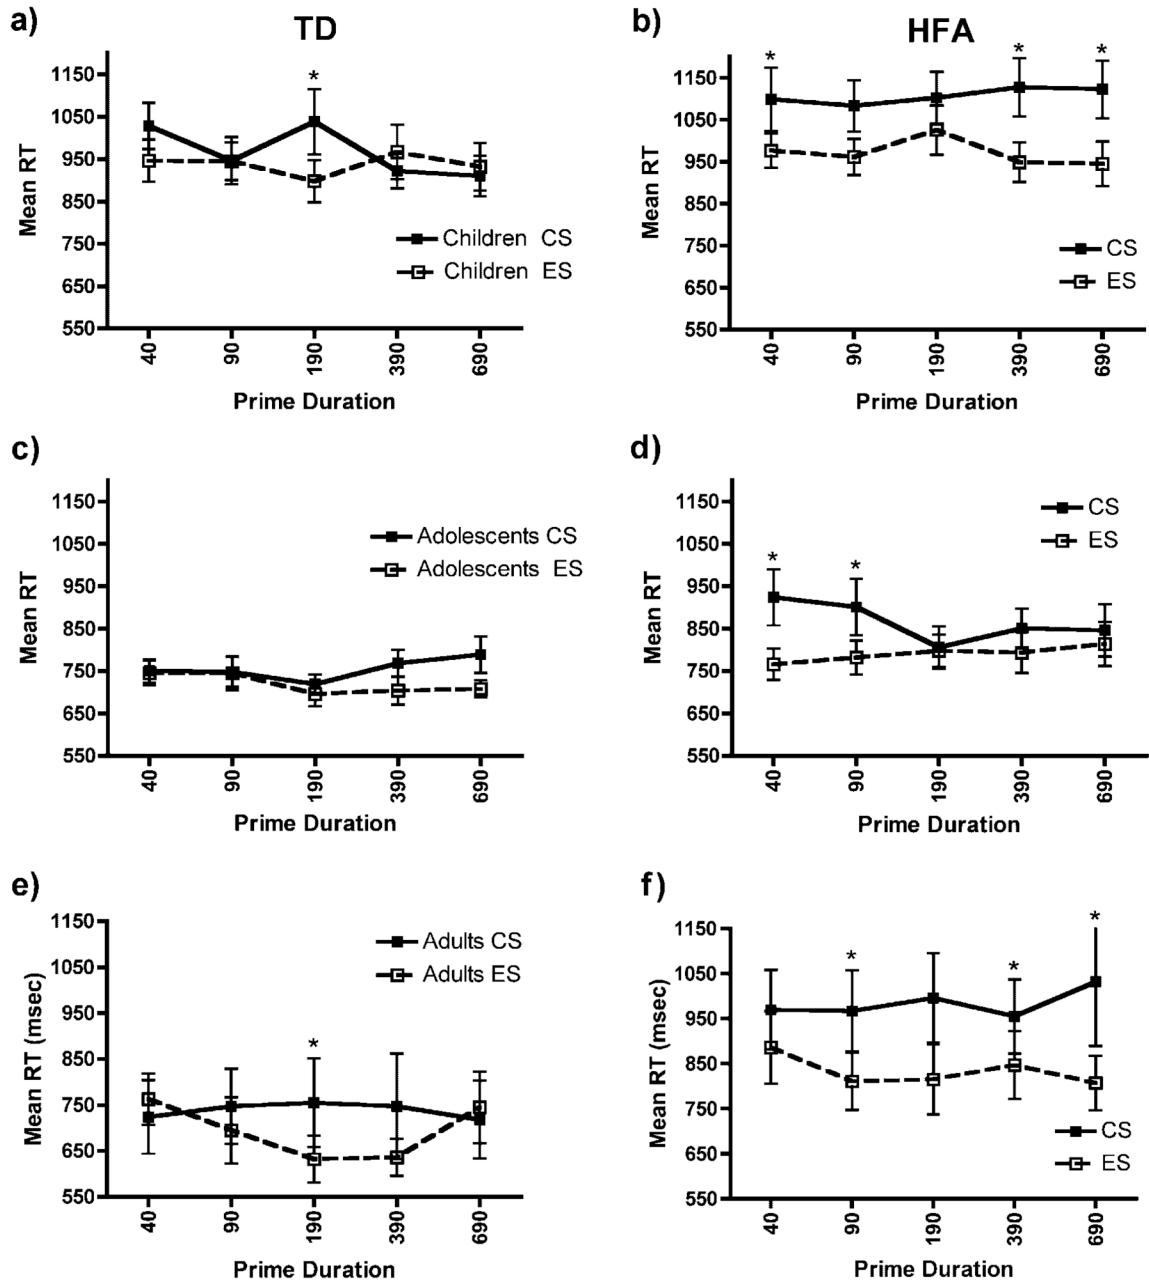 a)
TD
1150
1050
950
850
750
650
550
Mean RT
*
Children CS
Children ES
40
90
190
390
690
Prime Duration
b)
HFA
1150
1050
950
850
750
650
550
Mean RT
*
*
*
CS
ES
40
90
190
390
690
Prime Duration
c)
1150
1050
950
850
750
650
550
Mean RT
Adolescents CS
Adolescents ES
40
90
190
390
690
Prime Duration
d)
1150
1050
950
850
750
650
550
Mean RT
*
*
CS
ES
40
90
190
390
690
Prime Duration
e)
1150
1050
950
850
750
650
550
Mean RT (msec)
*
Adults CS
Adults ES
40
90
190
390
690
Prime Duration
f)
1150
1050
950
850
750
650
550
Mean RT (msec)
*
*
*
CS
ES
40
90
190
390
690
Prime Duration